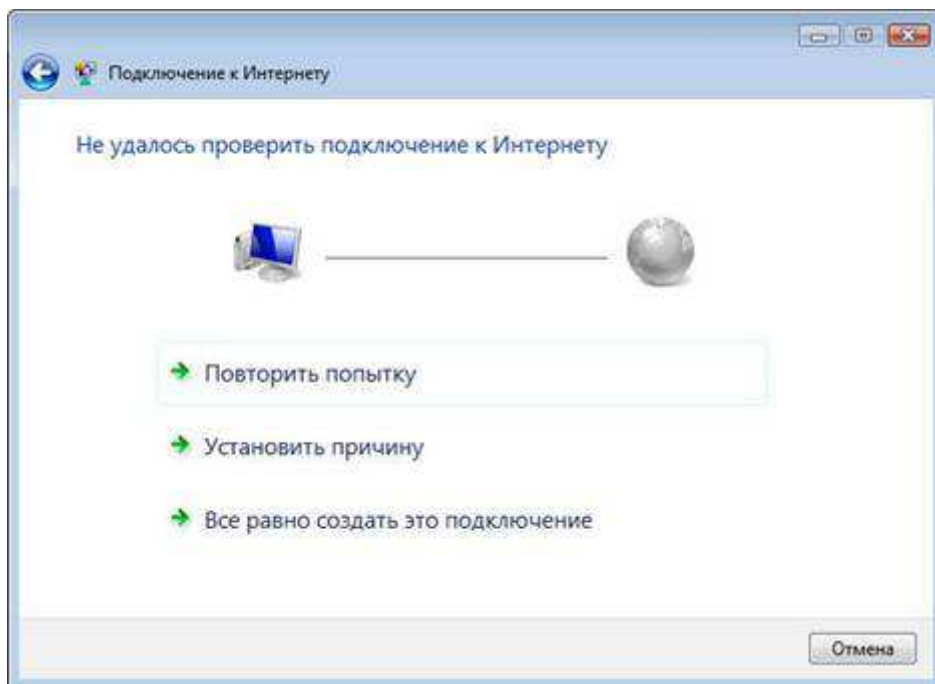 Подключение к Интернету
Не удалось проверить подключение к Интернету
Повторить попытку
Установить причину
Все равно создать это подключение
Отмена